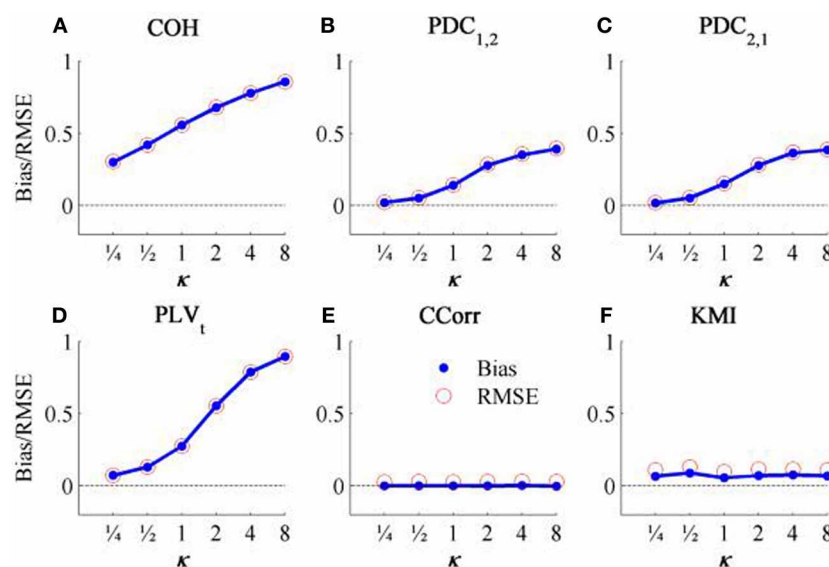 A COH
B PDC1,2
C PDC2,1
Bias/RMSE
1
0.5
0
¼ ½ 1 2 4 8
κ
1
0.5
0
¼ ½ 1 2 4 8
κ
1
0.5
0
¼ ½ 1 2 4 8
κ
D PLVt
E CCorr
F KMI
Bias/RMSE
1
0.5
0
¼ ½ 1 2 4 8
κ
1
0.5
0
Bias
RMSE
¼ ½ 1 2 4 8
κ
1
0.5
0
¼ ½ 1 2 4 8
κ